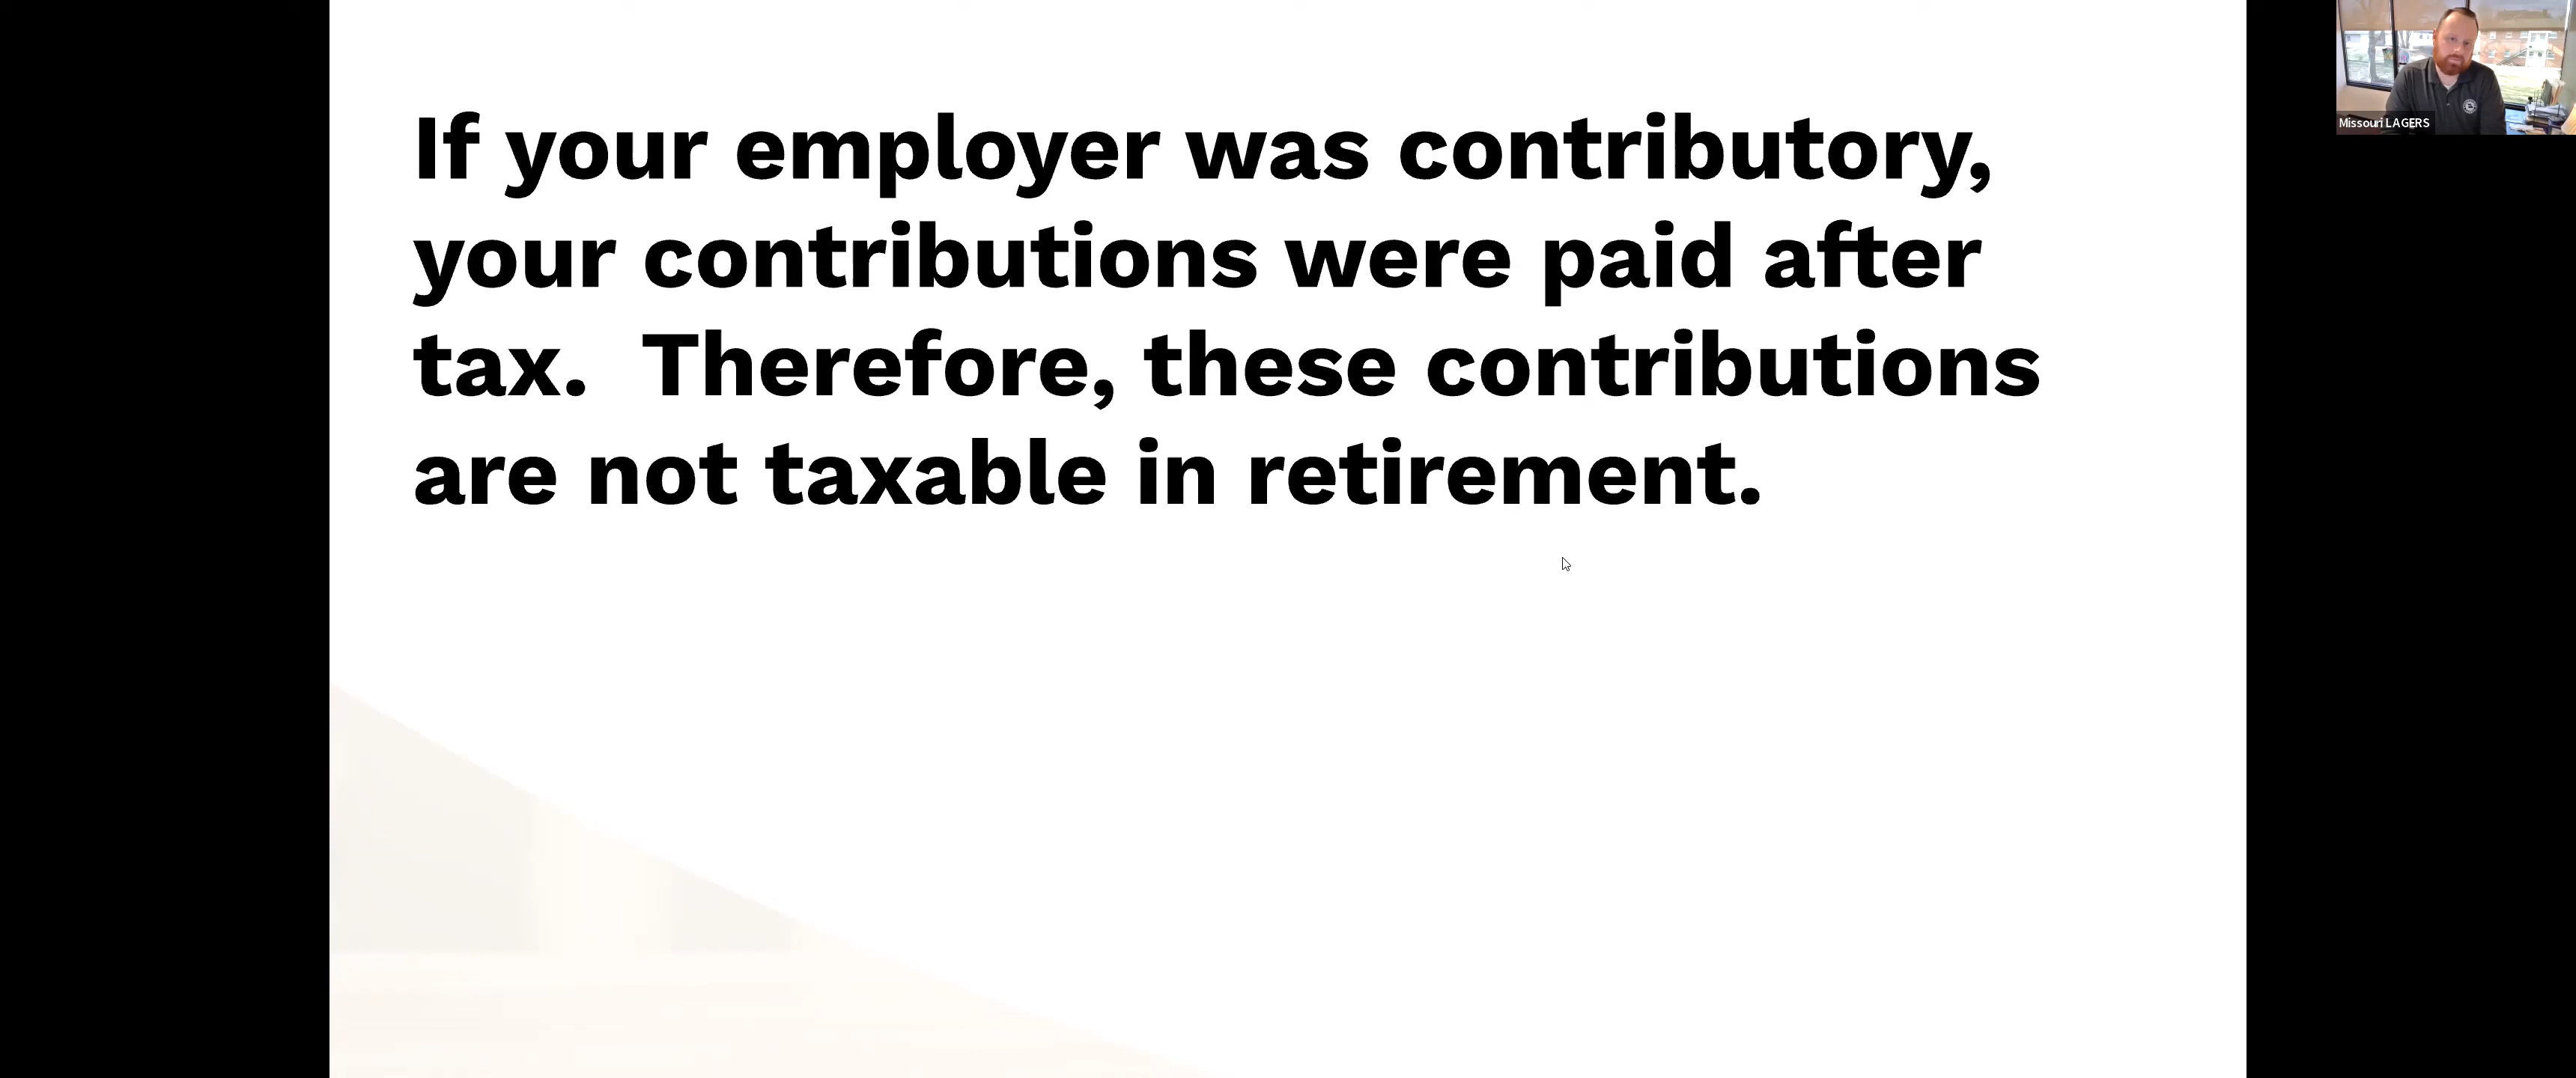 If your employer was contributory,
your contributions were paid after
tax.  Therefore, these contributions
are not taxable in retirement.
Missouri LAGERS